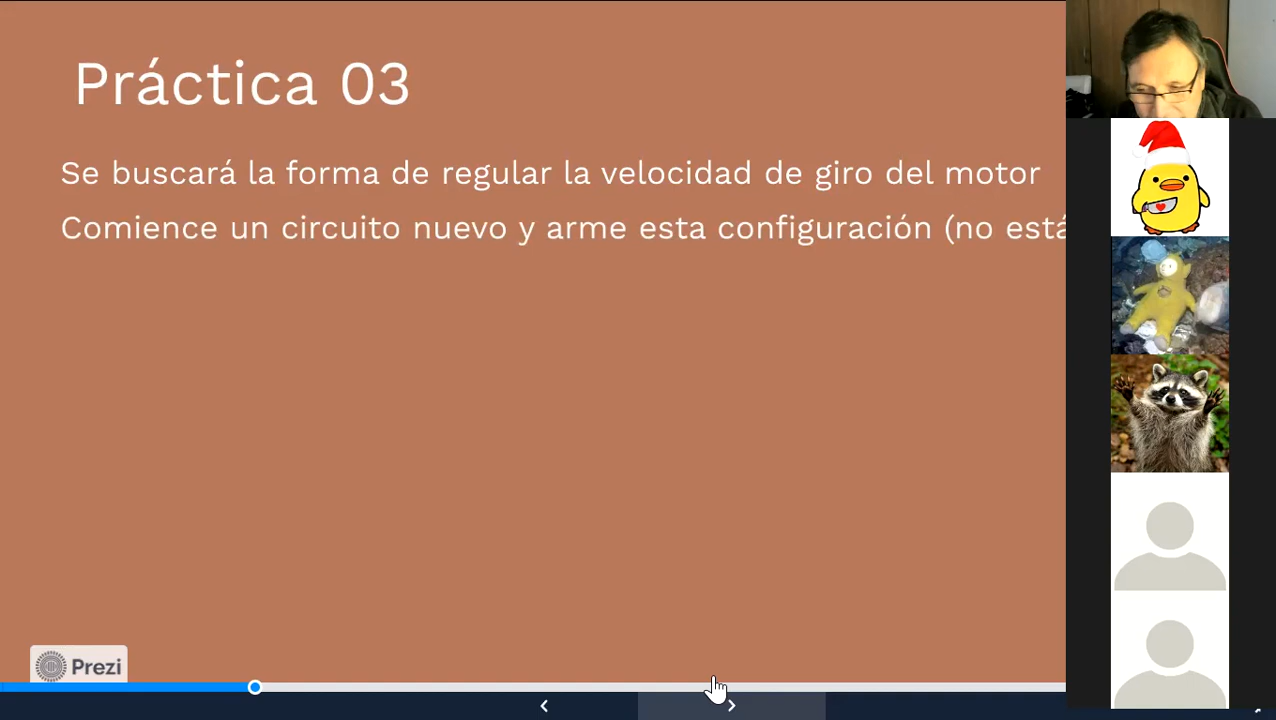 Práctica 03
Se buscará la forma de regular la velocidad de giro del motor
Comience un circuito nuevo y arme esta configuración (no está
Prezi